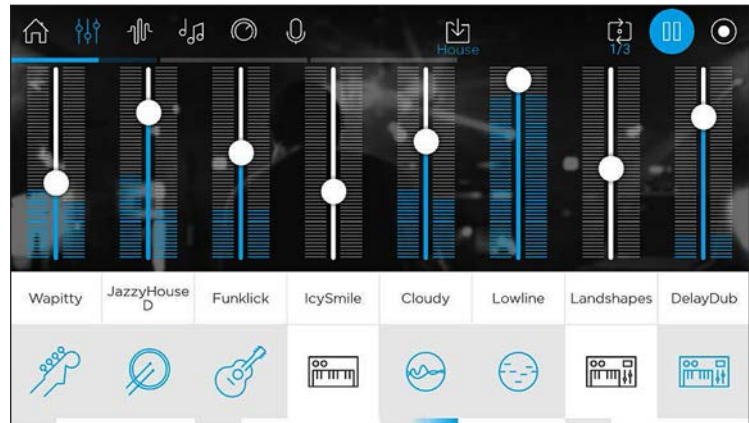 House
1/3
Wapitty
JazzyHouse
D
Funklick
IcySmile
Cloudy
Lowline
Landshapes
DelayDub